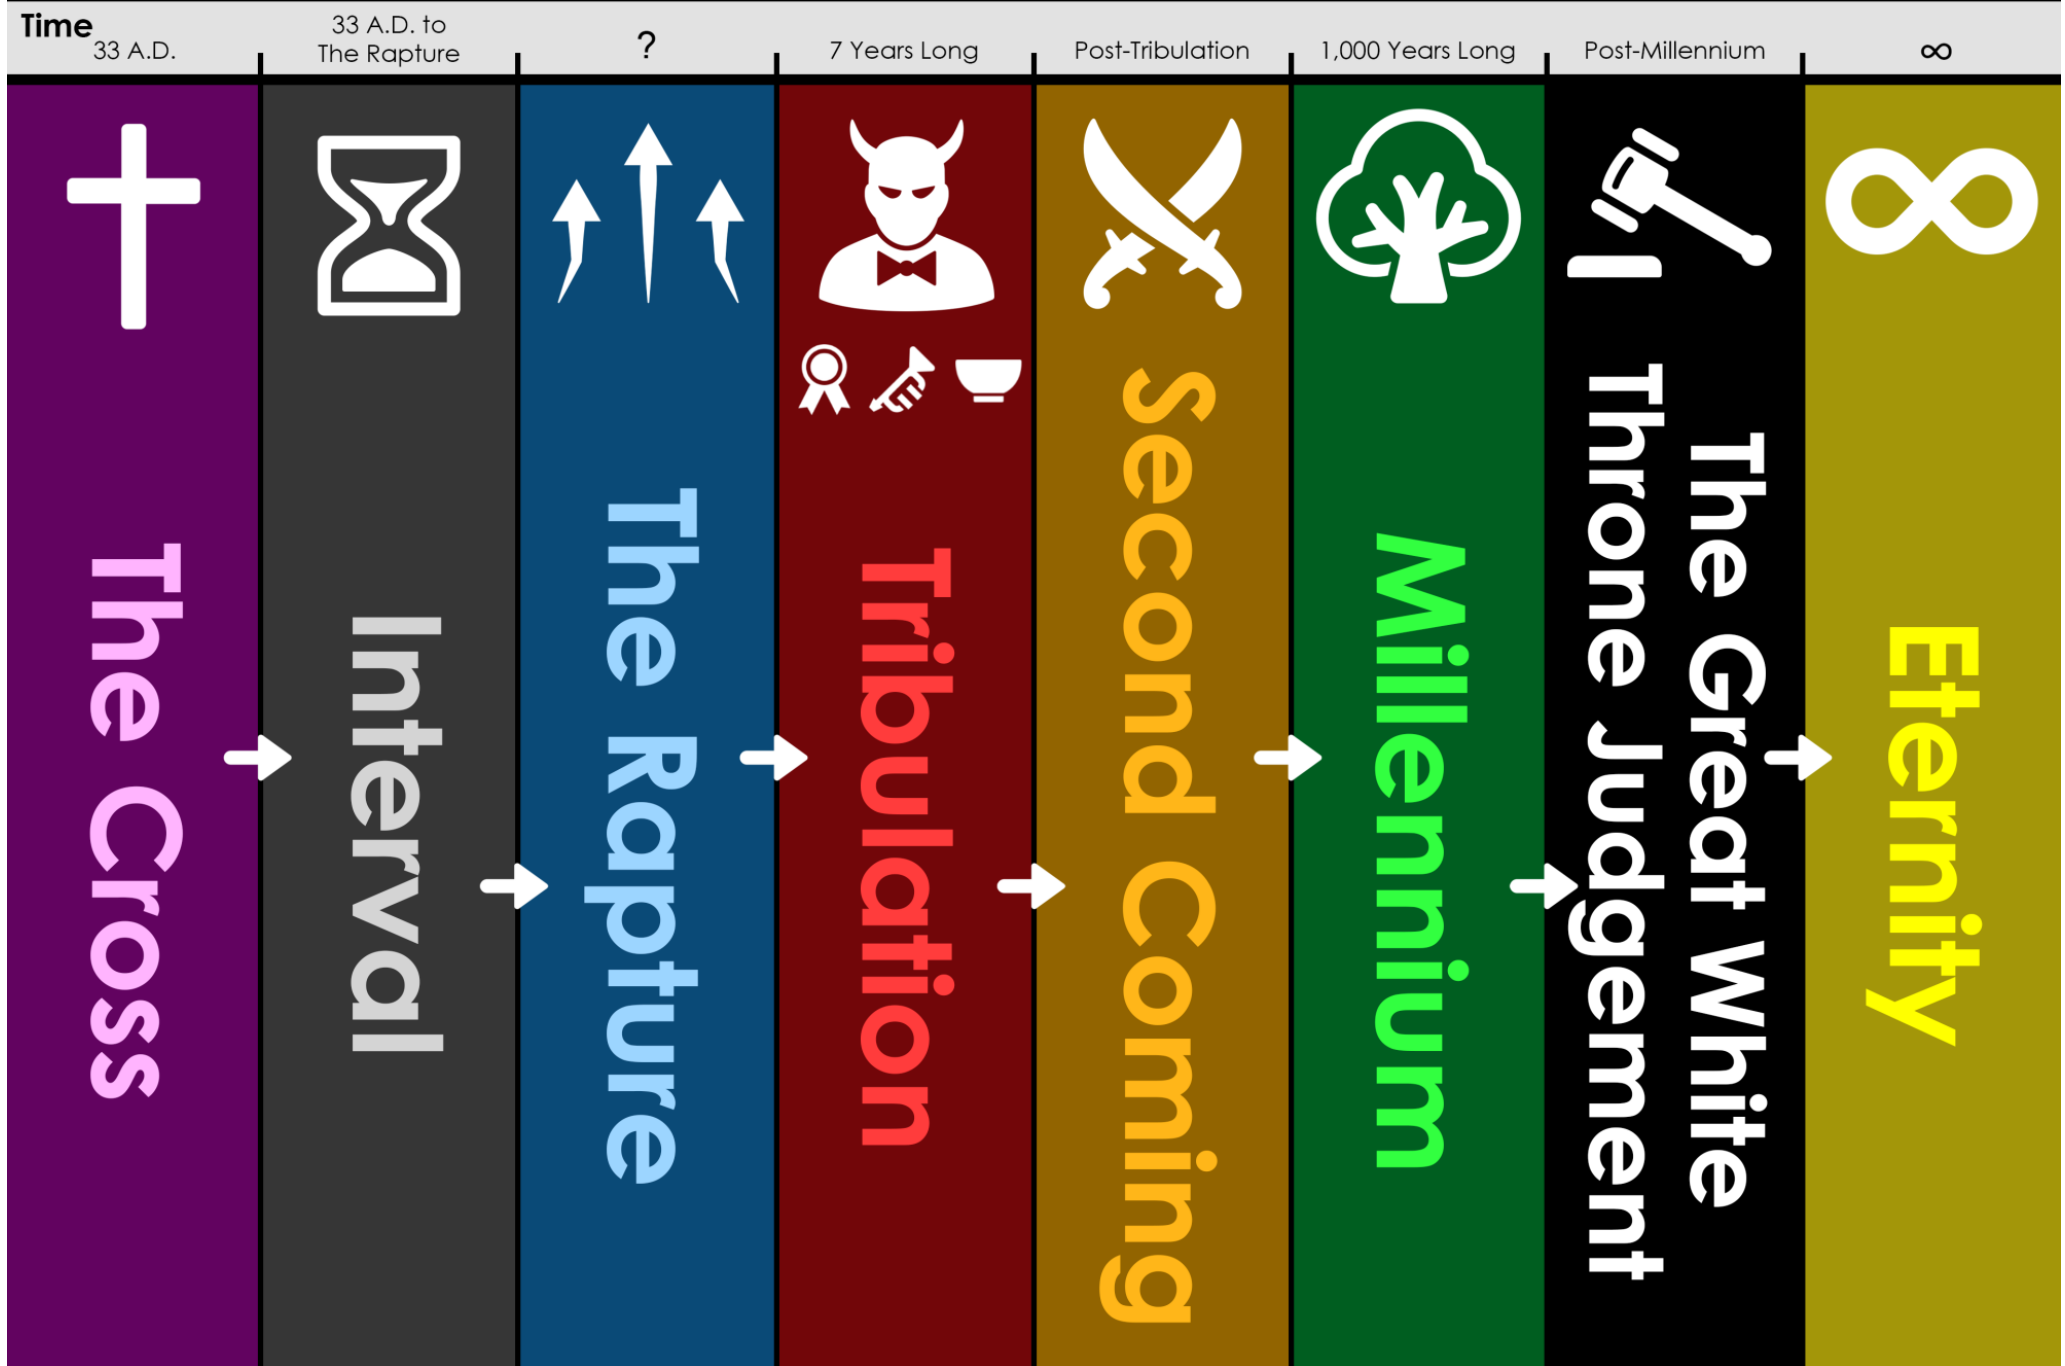 Time
33 A.D.
33 A.D. to
The Rapture
?
7 Years Long
Post-Tribulation
1,000 Years Long
Post-Millennium
∞
The Cross
Interval
The Rapture
Tribulation
Second Coming
Millennium
The Great White
Throne Judgement
Eternity